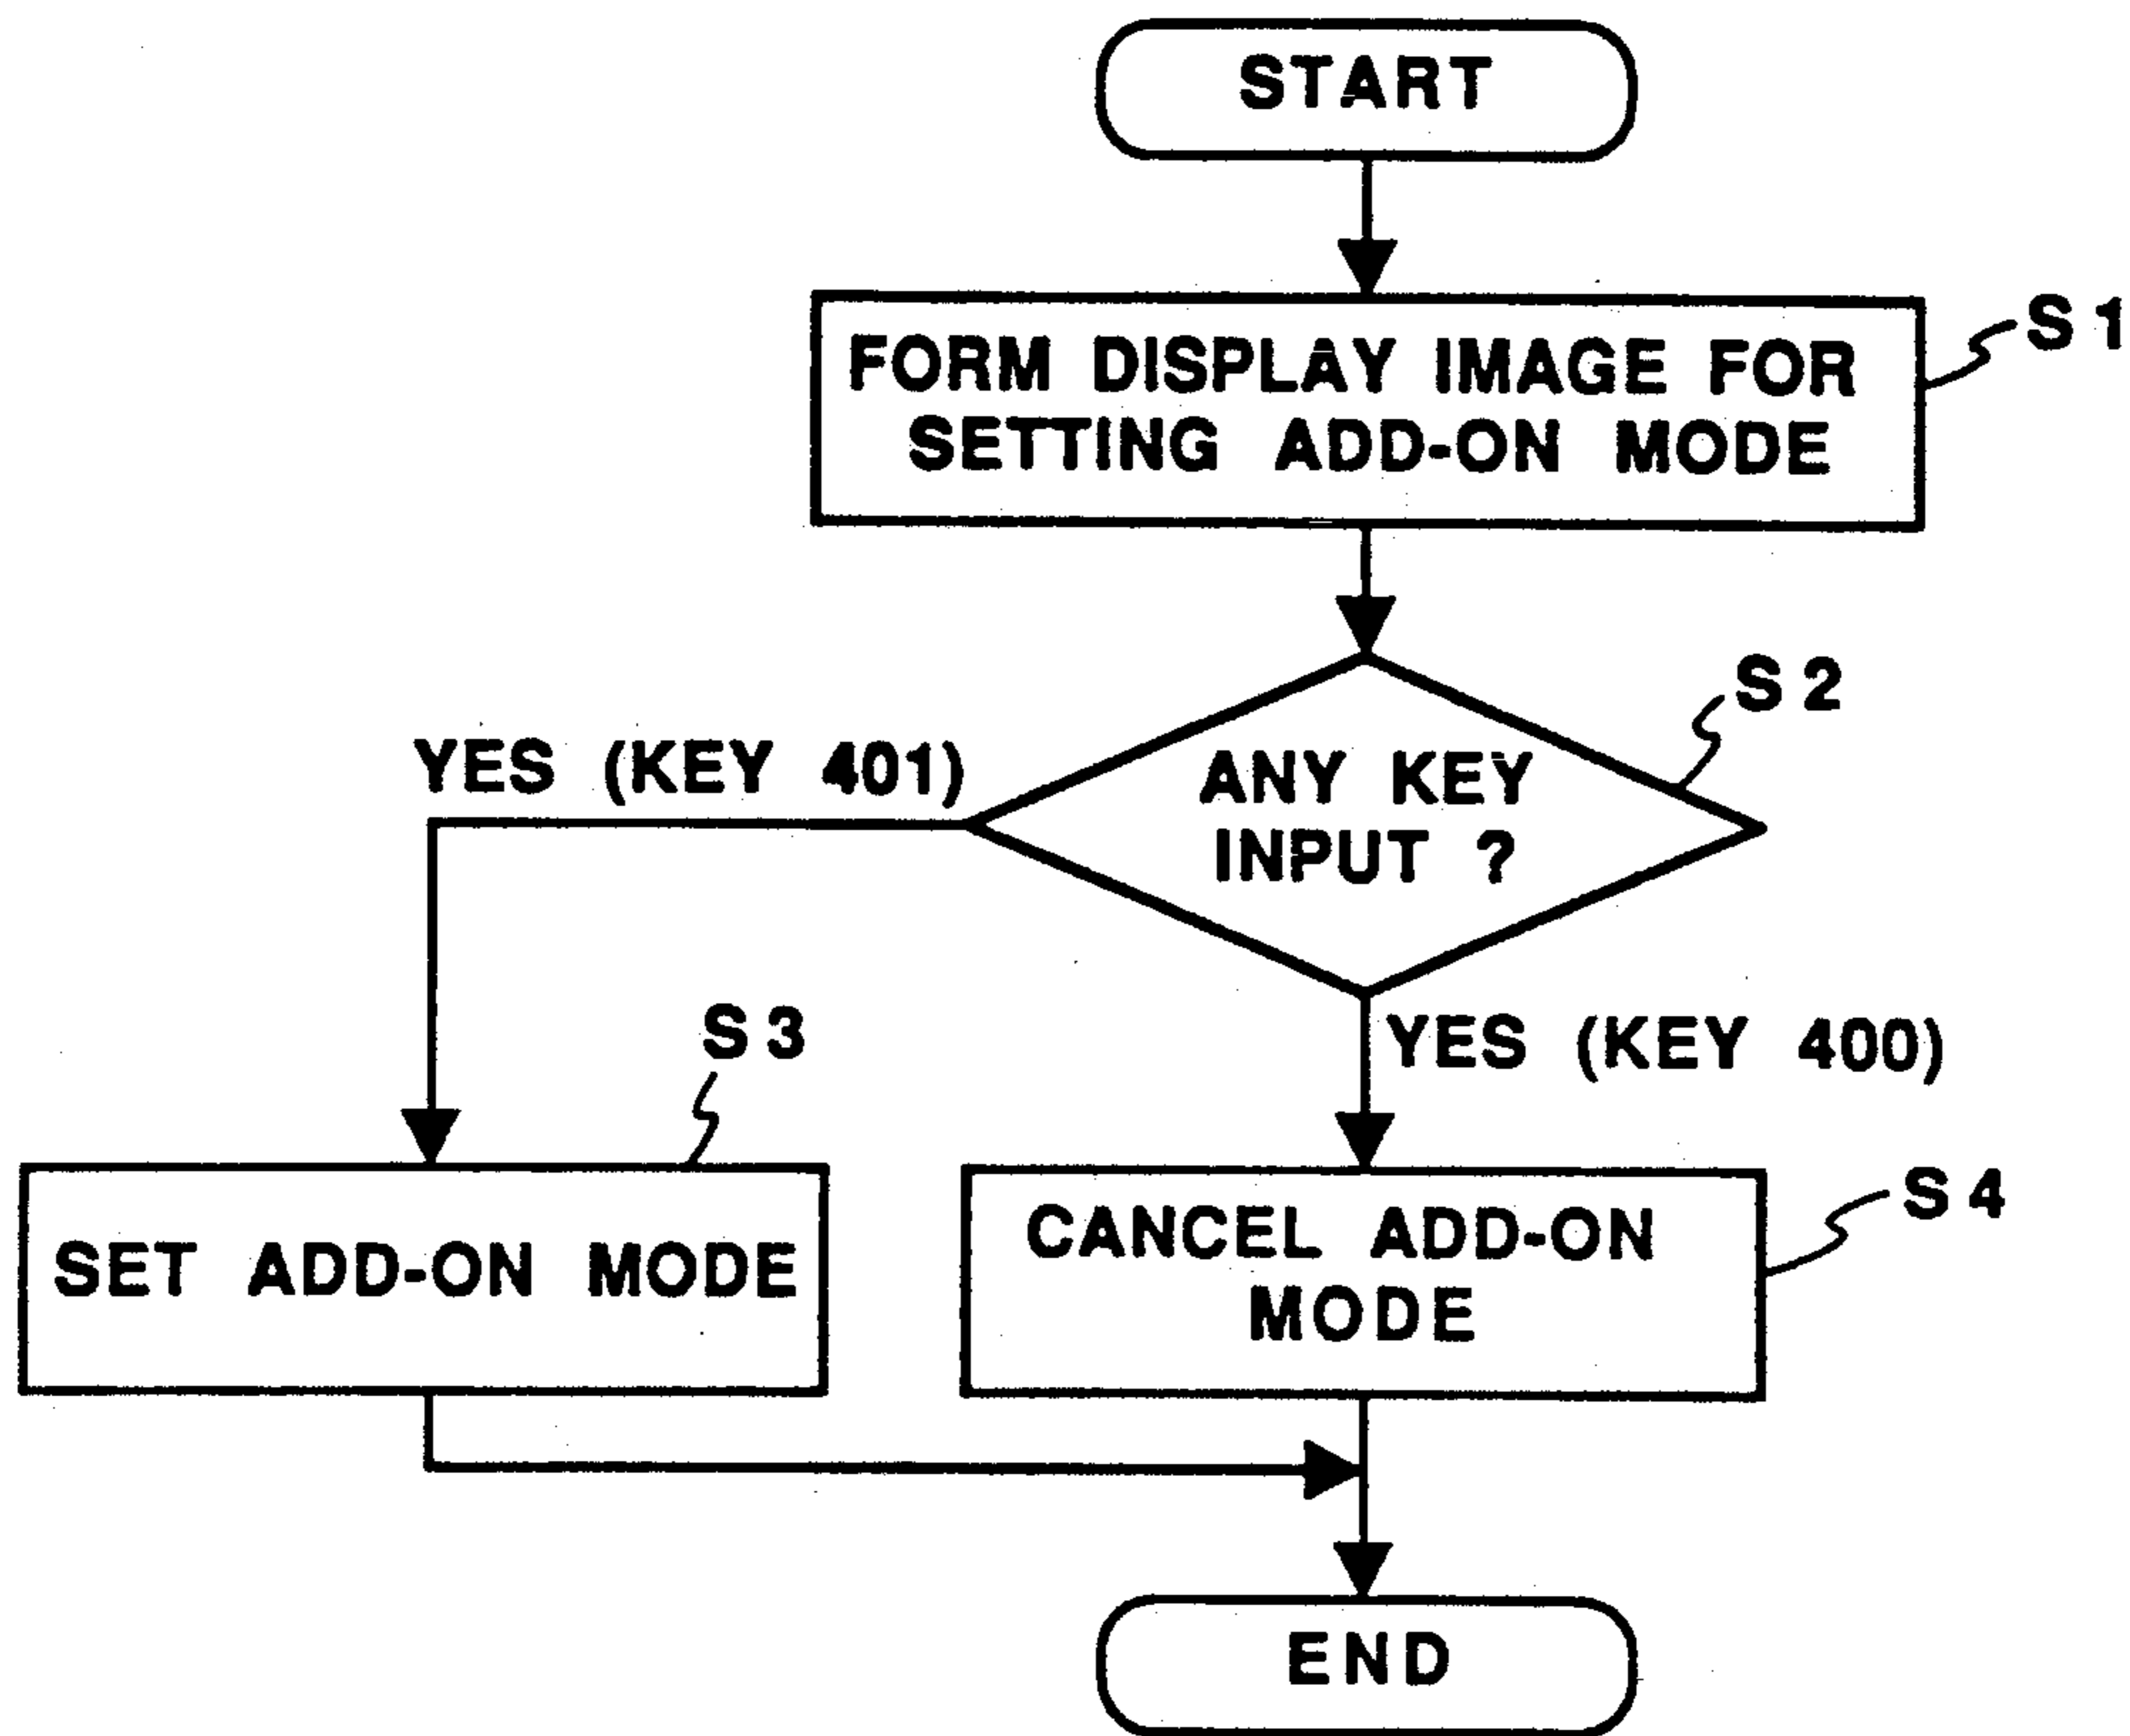 START
FORM DISPLAY IMAGE FOR
SETTING ADD-ON MODE
S1
ANY KEY
INPUT ?
S2
YES (KEY 401)
YES (KEY 400)
SET ADD-ON MODE
S3
CANCEL ADD-ON
MODE
S4
END